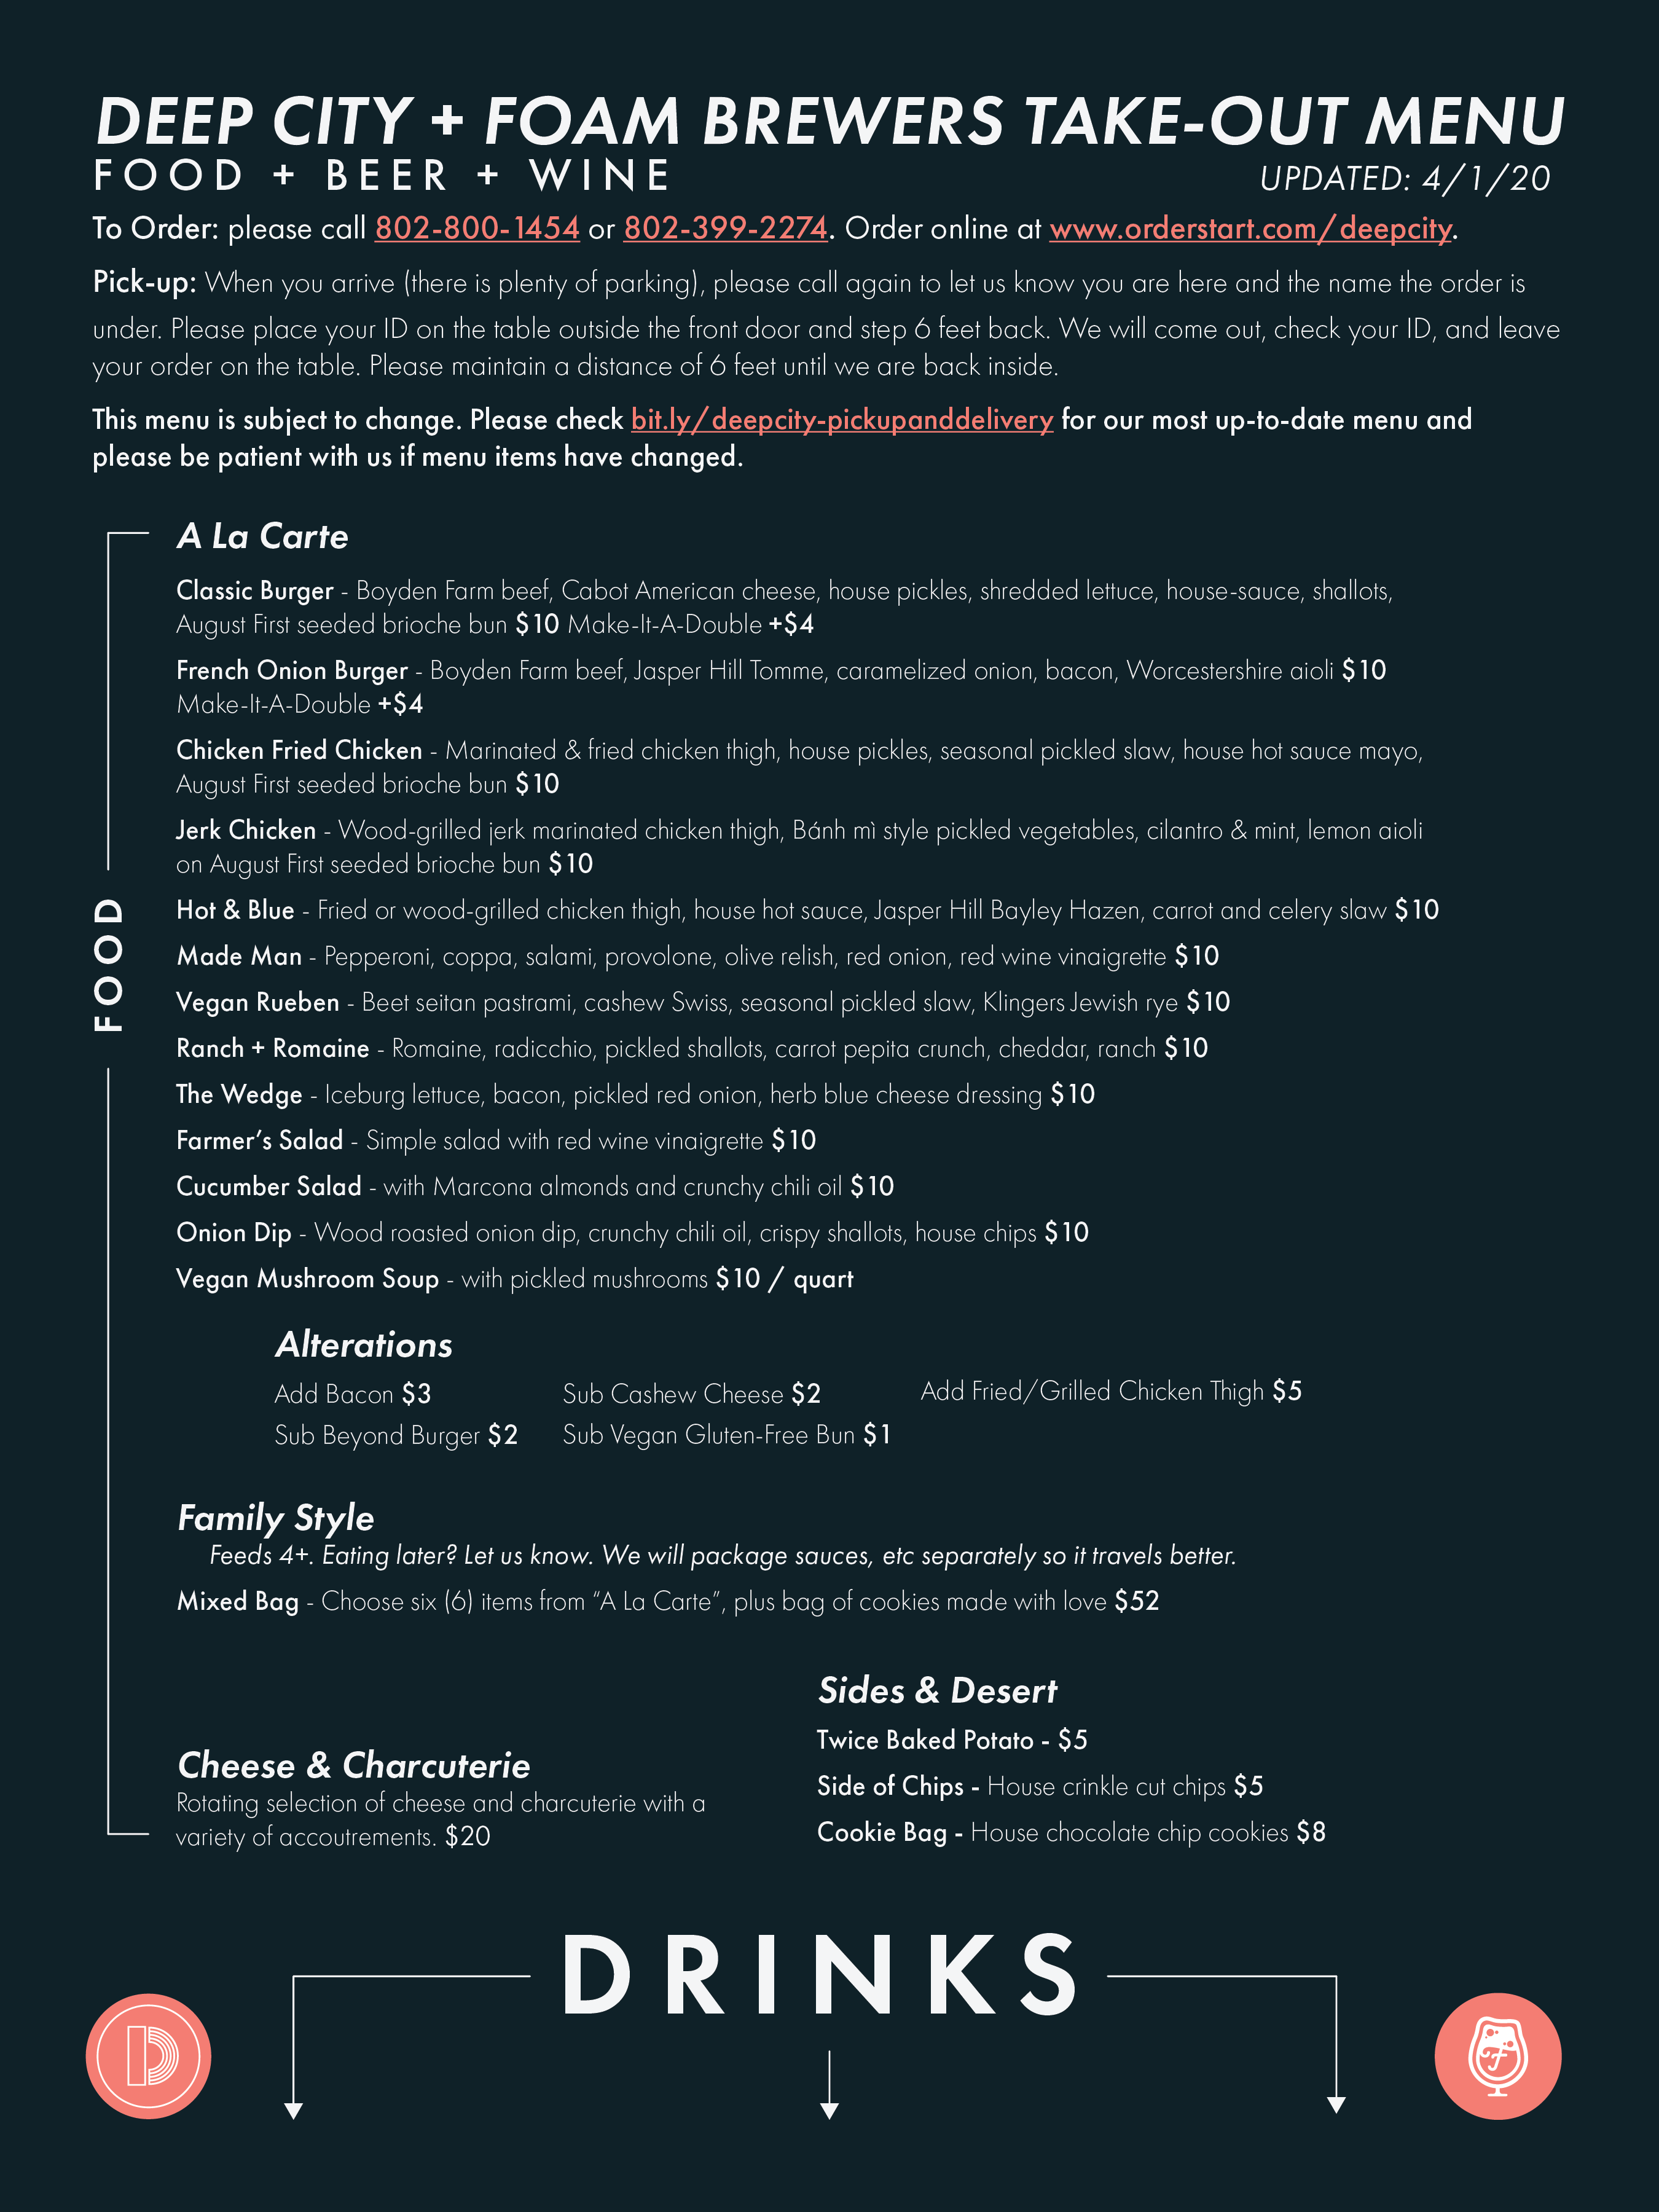 DEEP CITY + FOAM BREWERS TAKE-OUT MENU
FOOD + BEER + WINE
UPDATED: 4/1/20
To Order: please call 802-800-1454 or 802-399-2274. Order online at www.orderstart.com/deepcity.
Pick-up: When you arrive (there is plenty of parking), please call again to let us know you are here and the name the order is
under. Please place your ID on the table outside the front door and step 6 feet back. We will come out, check your ID, and leave
your order on the table. Please maintain a distance of 6 feet until we are back inside.
This menu is subject to change. Please check bit.ly/deepcity-pickupanddelivery for our most up-to-date menu and
please be patient with us if menu items have changed.
FOOD
A La Carte
Classic Burger - Boyden Farm beef, Cabot American cheese, house pickles, shredded lettuce, house-sauce, shallots,
August First seeded brioche bun $10 Make-It-A-Double +$4
French Onion Burger - Boyden Farm beef, Jasper Hill Tomme, caramelized onion, bacon, Worcestershire aioli $10
Make-It-A-Double +$4
Chicken Fried Chicken - Marinated & fried chicken thigh, house pickles, seasonal pickled slaw, house hot sauce mayo,
August First seeded brioche bun $10
Jerk Chicken - Wood-grilled jerk marinated chicken thigh, Bánh mì style pickled vegetables, cilantro & mint, lemon aioli
on August First seeded brioche bun $10
Hot & Blue - Fried or wood-grilled chicken thigh, house hot sauce, Jasper Hill Bayley Hazen, carrot and celery slaw $10
Made Man - Pepperoni, coppa, salami, provolone, olive relish, red onion, red wine vinaigrette $10
Vegan Rueben - Beet seitan pastrami, cashew Swiss, seasonal pickled slaw, Klingers Jewish rye $10
Ranch + Romaine - Romaine, radicchio, pickled shallots, carrot pepita crunch, cheddar, ranch $10
The Wedge - Iceburg lettuce, bacon, pickled red onion, herb blue cheese dressing $10
Farmer's Salad - Simple salad with red wine vinaigrette $10
Cucumber Salad - with Marcona almonds and crunchy chili oil $10
Onion Dip - Wood roasted onion dip, crunchy chili oil, crispy shallots, house chips $10
Vegan Mushroom Soup - with pickled mushrooms $10 / quart
Alterations
Add Bacon $3
Sub Cashew Cheese $2
Add Fried/Grilled Chicken Thigh $5
Sub Beyond Burger $2
Sub Vegan Gluten-Free Bun $1
Family Style
Feeds 4+. Eating later? Let us know. We will package sauces, etc separately so it travels better.
Mixed Bag - Choose six (6) items from "A La Carte", plus bag of cookies made with love $52
Cheese & Charcuterie
Rotating selection of cheese and charcuterie with a
variety of accoutrements. $20
Sides & Desert
Twice Baked Potato - $5
Side of Chips - House crinkle cut chips $5
Cookie Bag - House chocolate chip cookies $8
DRINKS